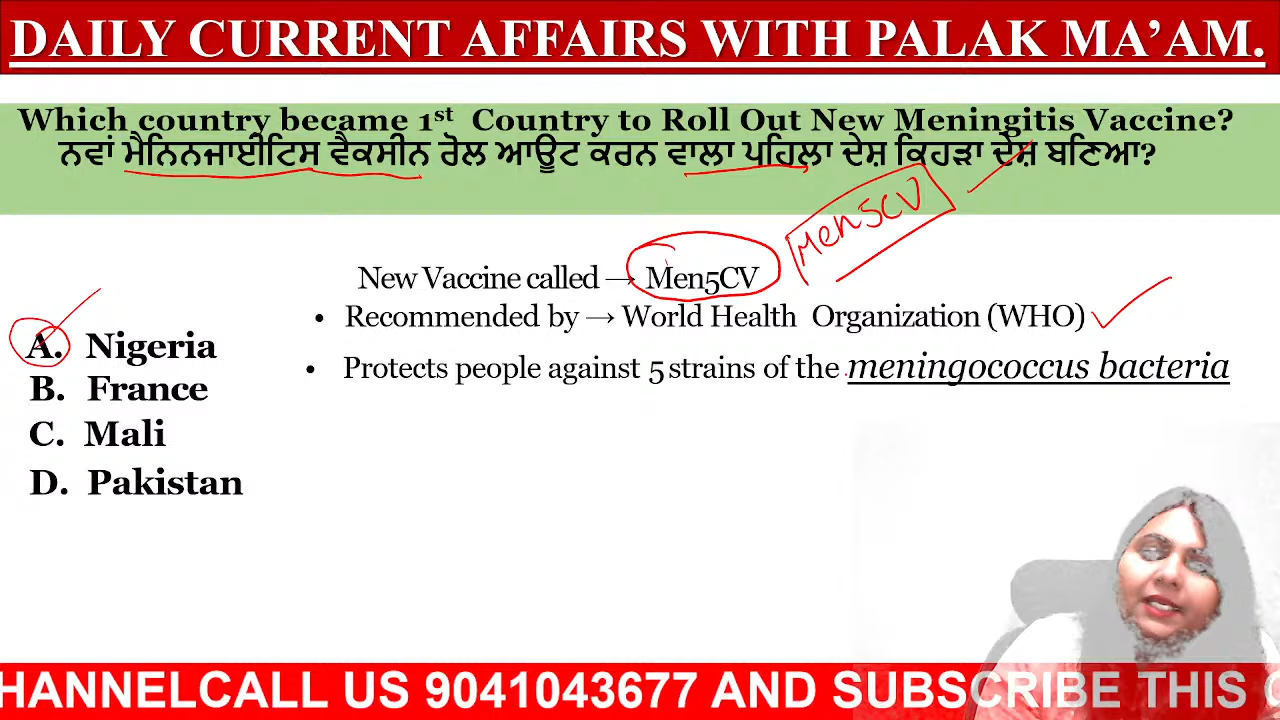 DAILY CURRENT AFFAIRS WITH PALAK MA’AM.
Which country became 1st Country to Roll Out New Meningitis Vaccine?
ਨਵਾਂ ਮੈਨਿਨਜਾਈਟਿਸ ਵੈਕਸੀਨ ਰੋਲ ਆਊਟ ਕਰਨ ਵਾਲਾ ਪਹਿਲਾ ਦੇਸ਼ ਕਿਹੜਾ ਦੇਸ਼ ਬਣਿਆ?
Men5CV
New Vaccine called → Men5CV
• Recommended by → World Health Organization (WHO)
• Protects people against 5 strains of the meningococcus bacteria
A. Nigeria
B. France
C. Mali
D. Pakistan
HANNELCALL US 9041043677 AND SUBSCRIBE THIS